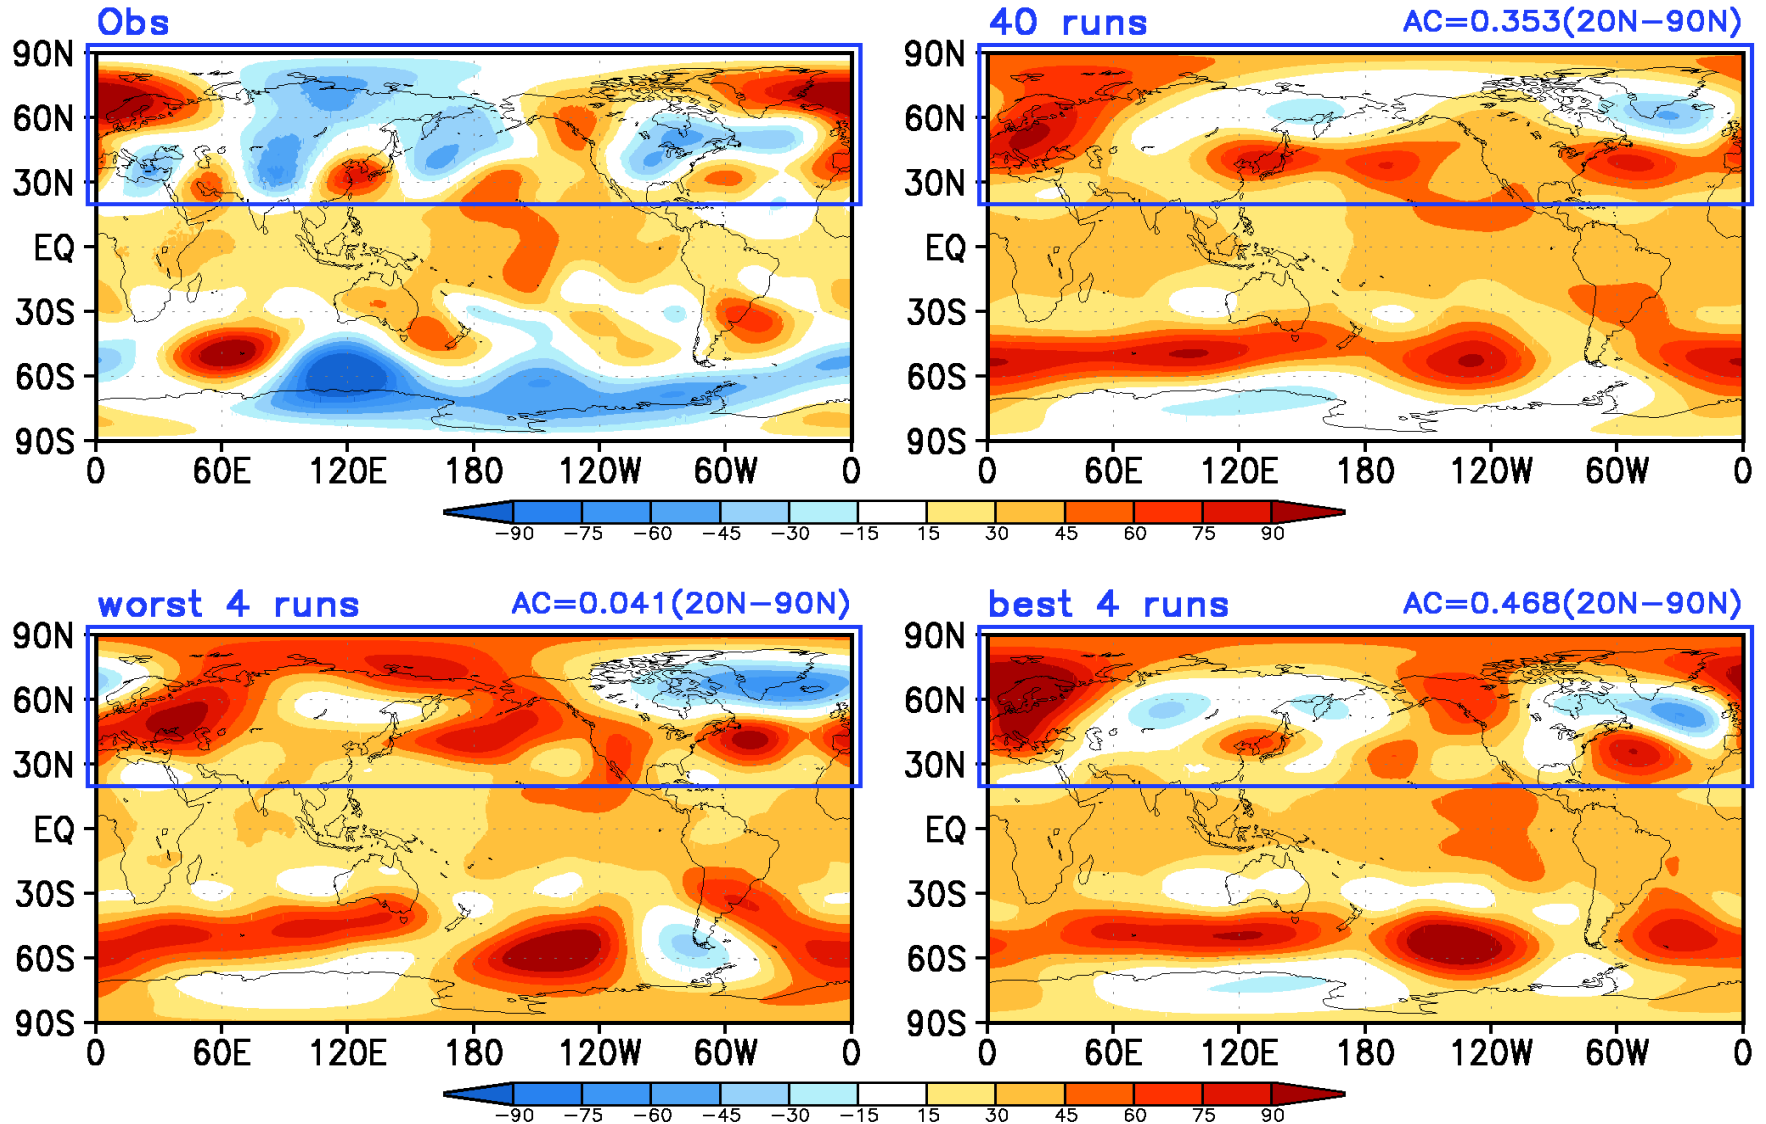 Obs
40 runs AC=0.353(20N−90N)
90N 90N
60N 60N
30N 30N
EQ EQ
30S 30S
60S 60S
90S 90S
0 60E 120E 180 120W 60W 0 0 60E 120E 180 120W 60W 0
−90 −75 −60 −45 −30 −15 15 30 45 60 75 90
worst 4 runs AC=0.041(20N−90N) best 4 runs AC=0.468(20N−90N)
90N 90N
60N 60N
30N 30N
EQ EQ
30S 30S
60S 60S
90S 90S
0 60E 120E 180 120W 60W 0 0 60E 120E 180 120W 60W 0
−90 −75 −60 −45 −30 −15 15 30 45 60 75 90